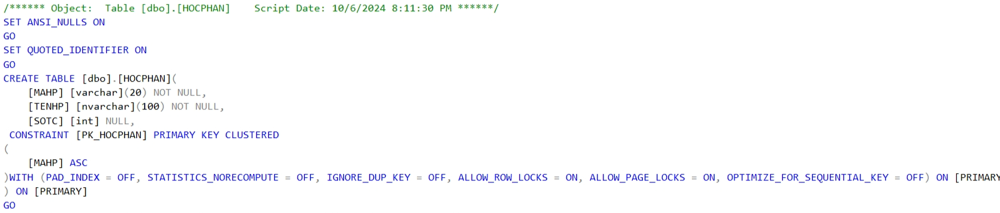 /****** Object:  Table [dbo].[HOCPHAN]    Script Date: 10/6/2024 8:11:30 PM ******/
SET ANSI_NULLS ON
GO
SET QUOTED_IDENTIFIER ON
GO
CREATE TABLE [dbo].[HOCPHAN](
    [MAHP] [varchar](20) NOT NULL,
    [TENHP] [nvarchar](100) NOT NULL,
    [SOTC] [int] NULL,
 CONSTRAINT [PK_HOCPHAN] PRIMARY KEY CLUSTERED
(
    [MAHP] ASC
)WITH (PAD_INDEX = OFF, STATISTICS_NORECOMPUTE = OFF, IGNORE_DUP_KEY = OFF, ALLOW_ROW_LOCKS = ON, ALLOW_PAGE_LOCKS = ON, OPTIMIZE_FOR_SEQUENTIAL_KEY = OFF) ON [PRIMARY
) ON [PRIMARY]
GO